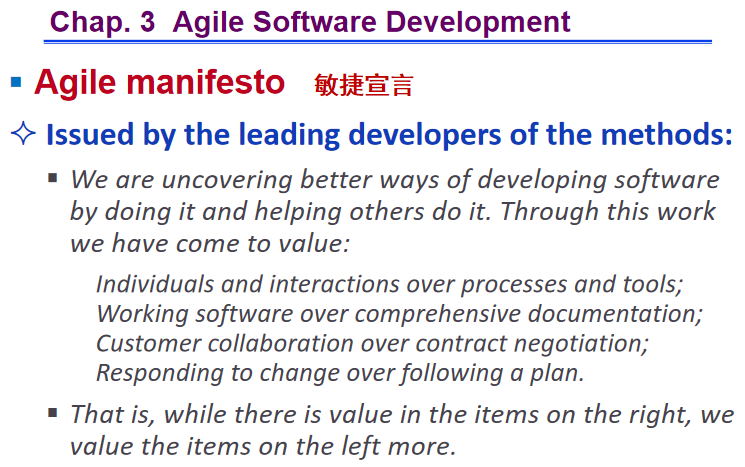 Chap. 3 Agile Software Development
Agile manifesto 敏捷宣言
Issued by the leading developers of the methods:
We are uncovering better ways of developing software
by doing it and helping others do it. Through this work
we have come to value:
Individuals and interactions over processes and tools;
Working software over comprehensive documentation;
Customer collaboration over contract negotiation;
Responding to change over following a plan.
That is, while there is value in the items on the right, we
value the items on the left more.